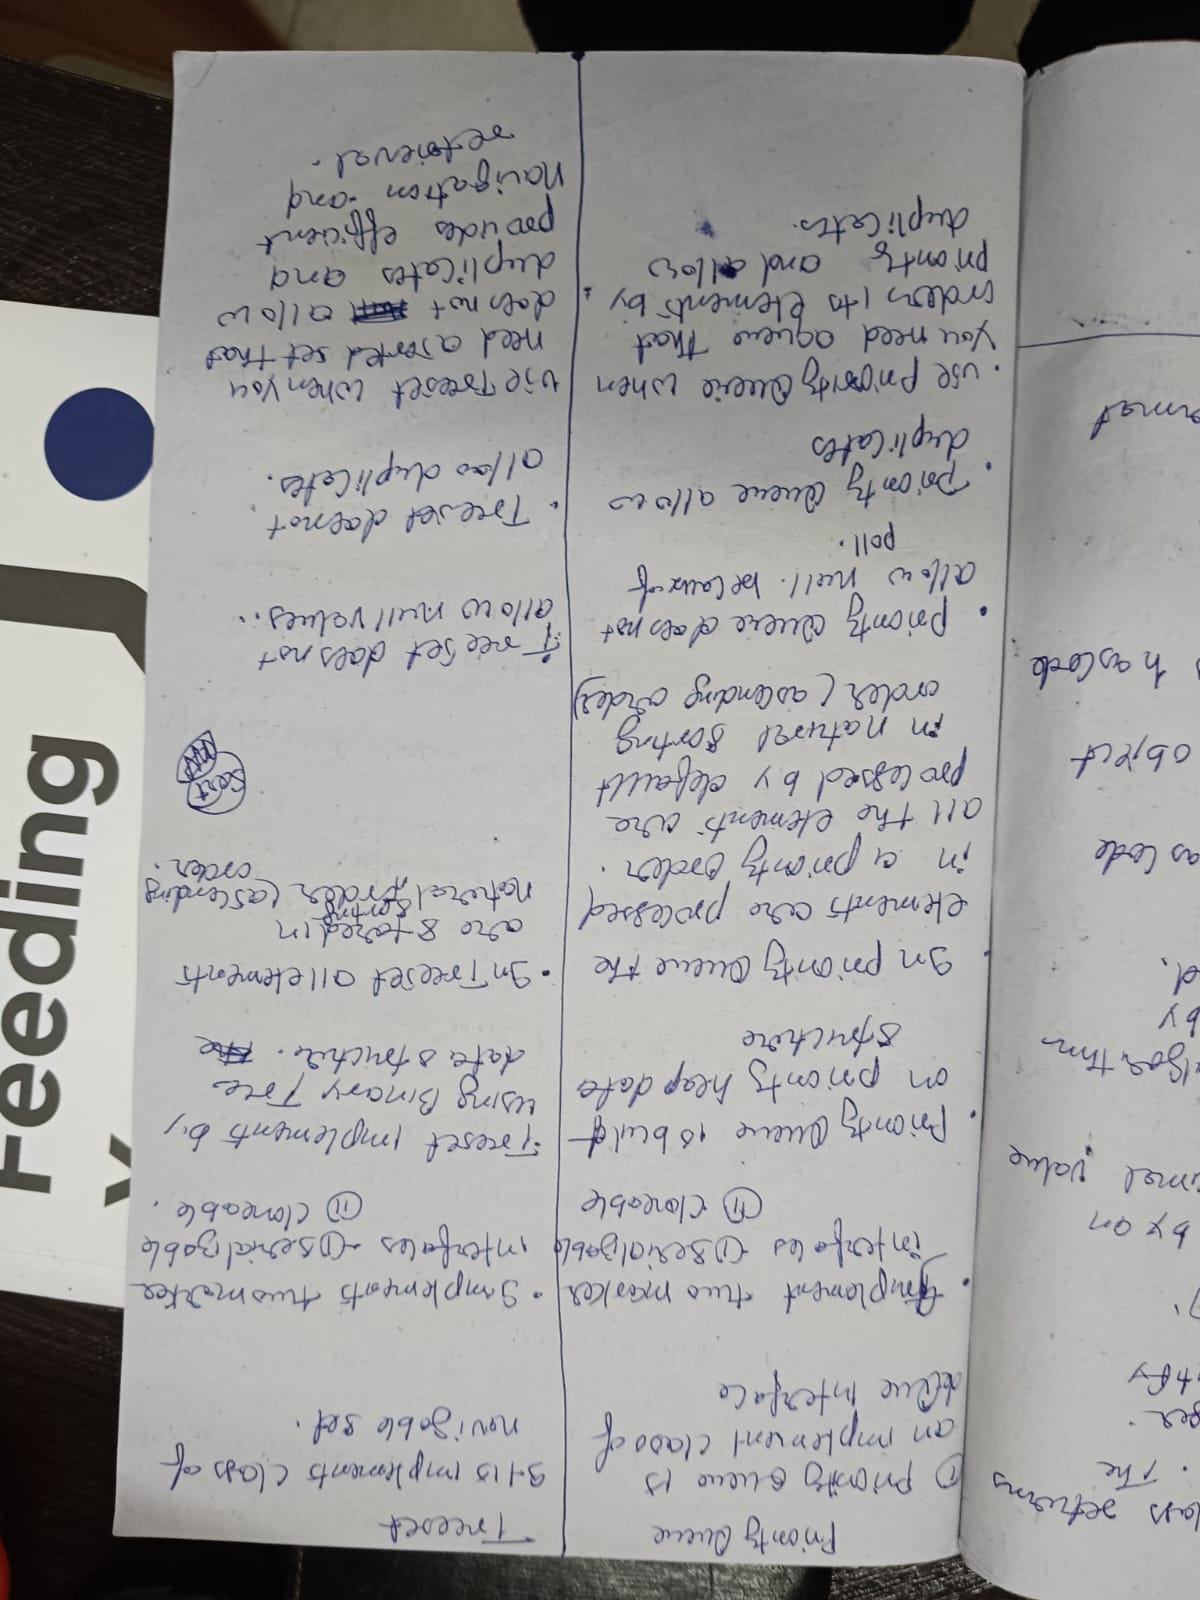 lass returns
. The
ger.
tify
by an
imal value
algorithm
by
d.
as Code
object
s hasCode
ormat
Priority Queue
① Priority Queue is
an implement class of
deQue interface
. Implement two marker
interfaces - ① Serializable
② Cloneable
. Priority Queue is build
on priority heap data
structure
. In priority Queue the
elements are processed
in a priority order.
all the elements are
processed by default
in natural sorting
order (ascending order)
. Priority Queue does not
allow null. because of
poll.
. Priority Queue allow
duplicates
. use Priority Queue when
you need a queue that
orders its elements by
priority and allow
duplicates.
Treeset
It is implements class of
navigable set.
. Implements two marker
interfaces - ① Serializable
② Cloneable.
. Treeset implements by
using Binary Tree
data structure.
. In TreeSet all elements
are stored in
natural sorting order (ascending
order.
Sort
. TreeSet does not
allow null values..
. Treeset does not
allow duplicates.
use Treeset when you
need a sorted set that
does not allow
duplicates and
provides efficient
navigation and
retrieval.
Feeding